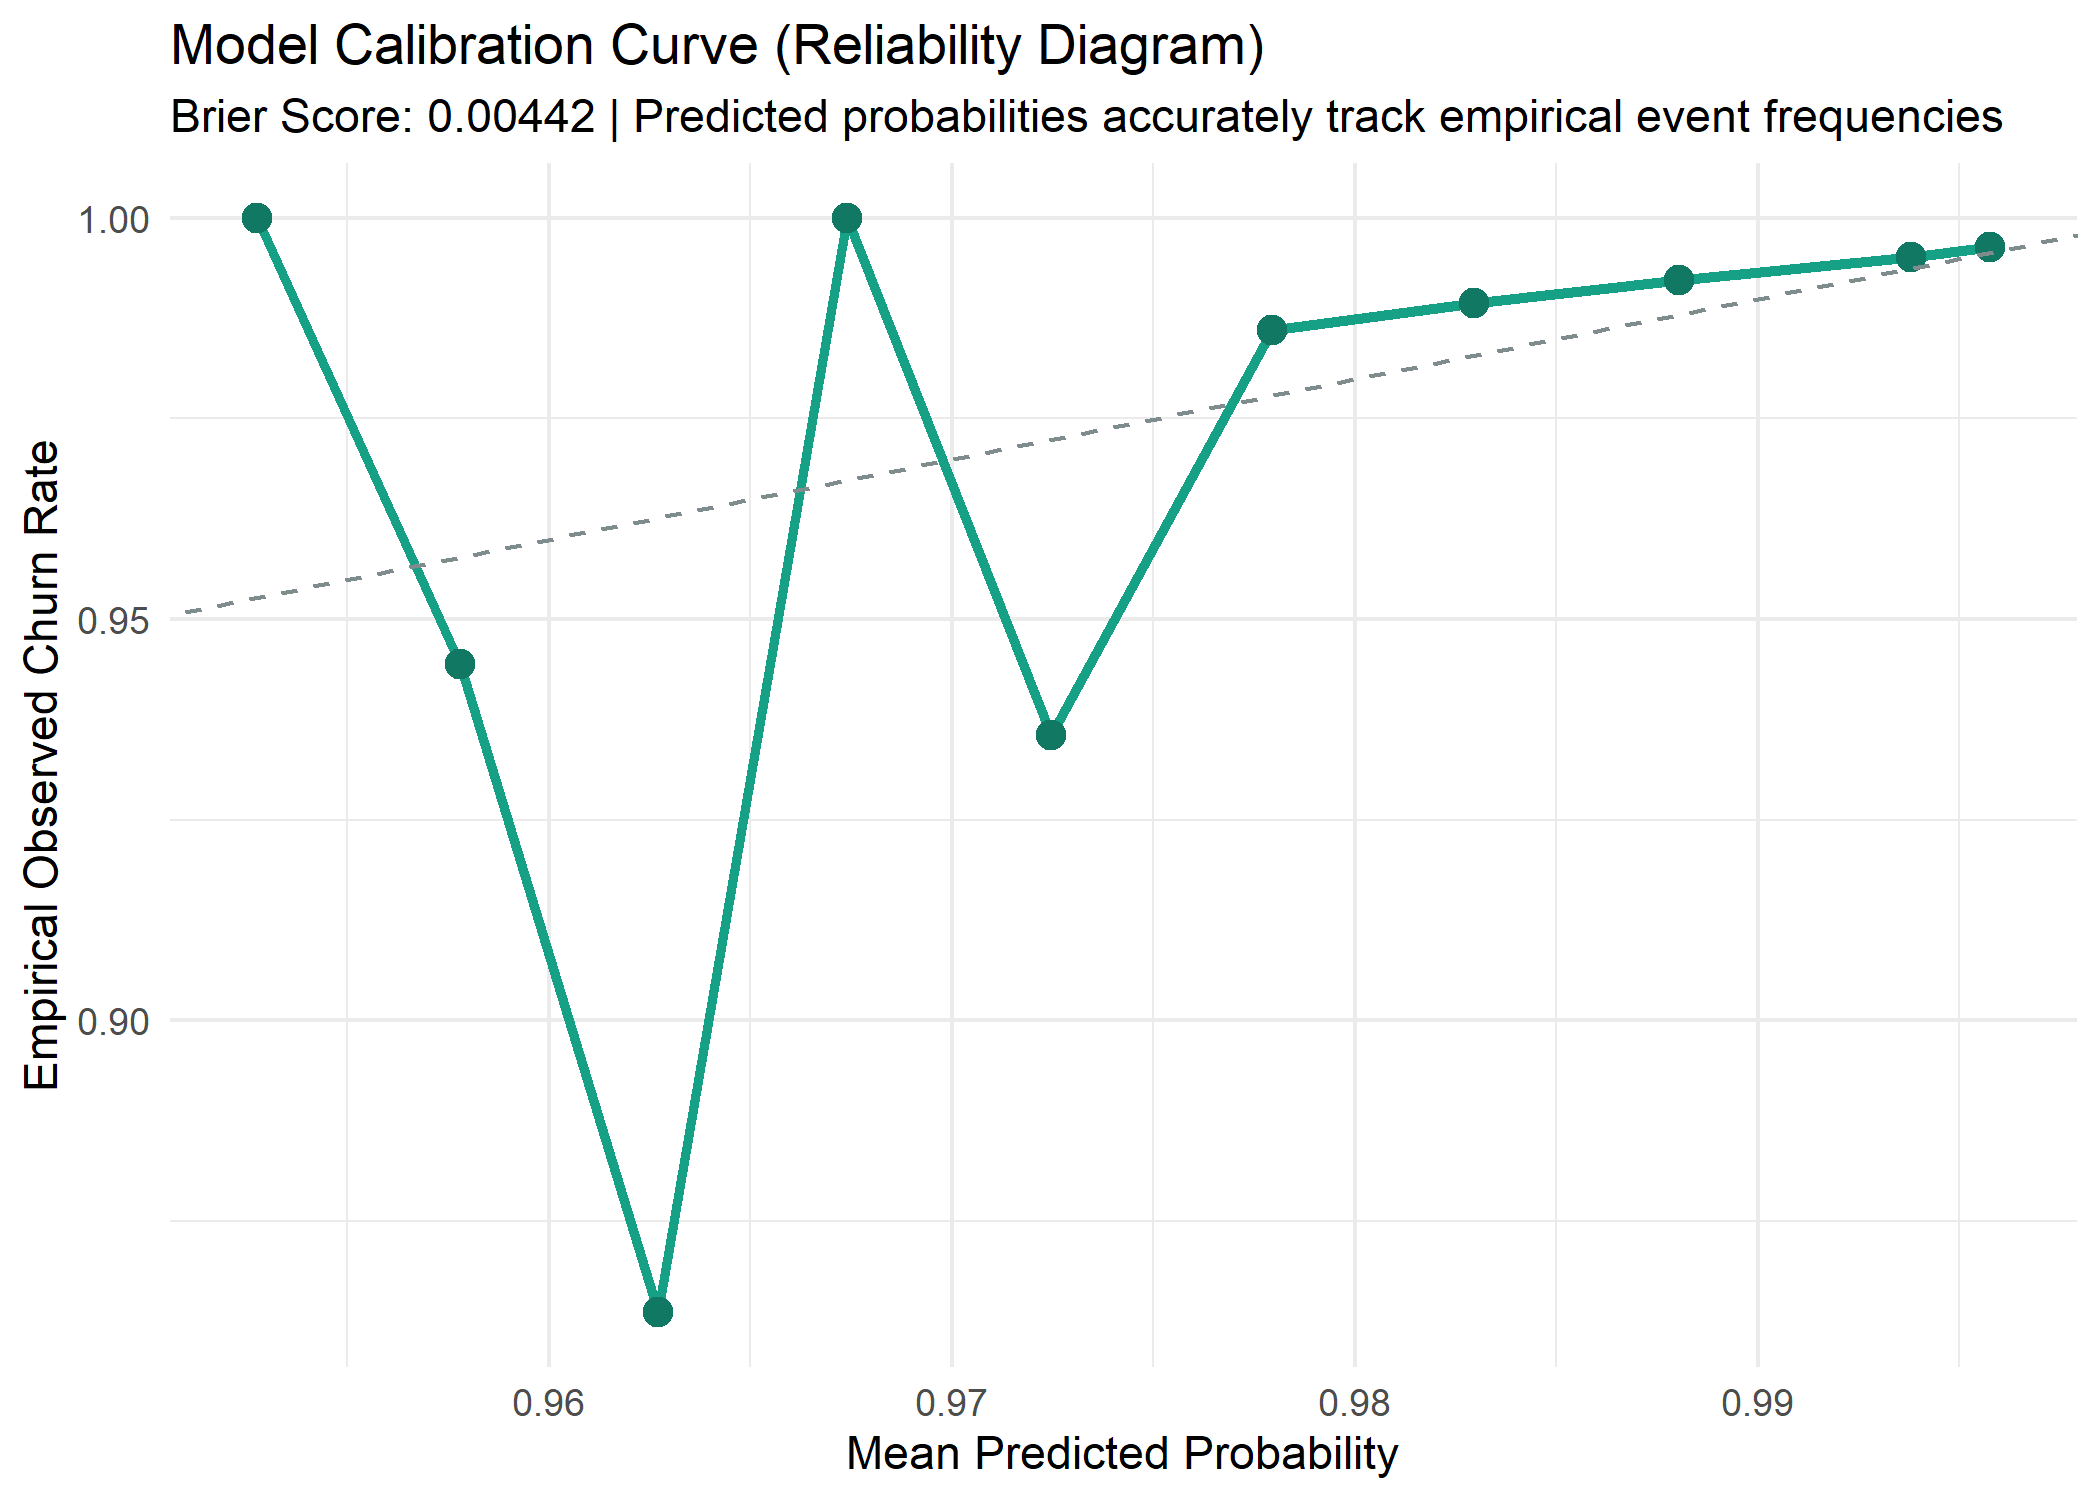 Model Calibration Curve (Reliability Diagram)
Brier Score: 0.00442 | Predicted probabilities accurately track empirical event frequencies
Empirical Observed Churn Rate
1.00
0.95
0.90
0.96
0.97
0.98
0.99
Mean Predicted Probability